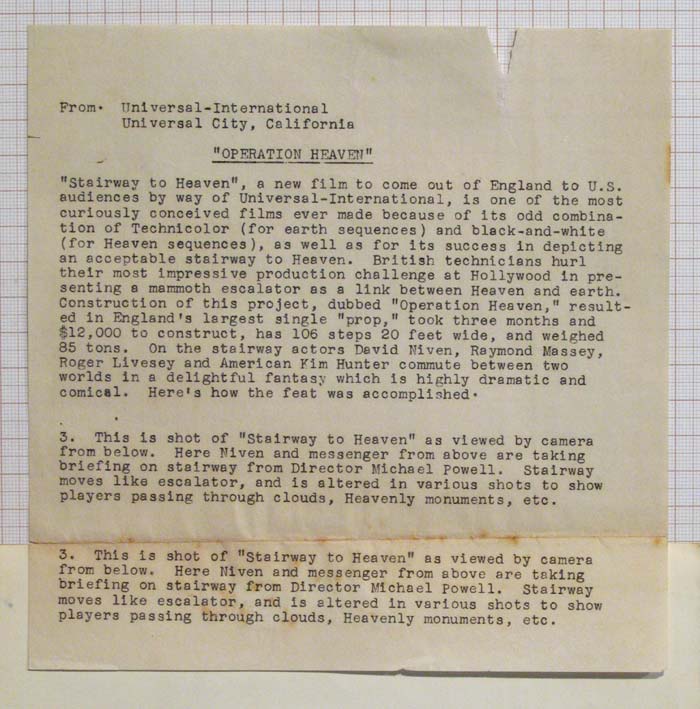 From. Universal-International
Universal City, California
"OPERATION HEAVEN"
"Stairway to Heaven", a new film to come out of England to U.S.
audiences by way of Universal-International, is one of the most
curiously conceived films ever made because of its odd combina-
tion of Technicolor (for earth sequences) and black-and-white
(for Heaven sequences), as well as for its success in depicting
an acceptable stairway to Heaven. British technicians hurl
their most impressive production challenge at Hollywood in pre-
senting a mammoth escalator as a link between Heaven and earth.
Construction of this project, dubbed "Operation Heaven," result-
ed in England's largest single "prop," took three months and
$12,000 to construct, has 106 steps 20 feet wide, and weighed
85 tons. On the stairway actors David Niven, Raymond Massey,
Roger Livesey and American Kim Hunter commute between two
worlds in a delightful fantasy which is highly dramatic and
comical. Here's how the feat was accomplished.
3. This is shot of "Stairway to Heaven" as viewed by camera
from below. Here Niven and messenger from above are taking
briefing on stairway from Director Michael Powell. Stairway
moves like escalator, and is altered in various shots to show
players passing through clouds, Heavenly monuments, etc.
3. This is shot of "Stairway to Heaven" as viewed by camera
from below. Here Niven and messenger from above are taking
briefing on stairway from Director Michael Powell. Stairway
moves like escalator, and is altered in various shots to show
players passing through clouds, Heavenly monuments, etc.